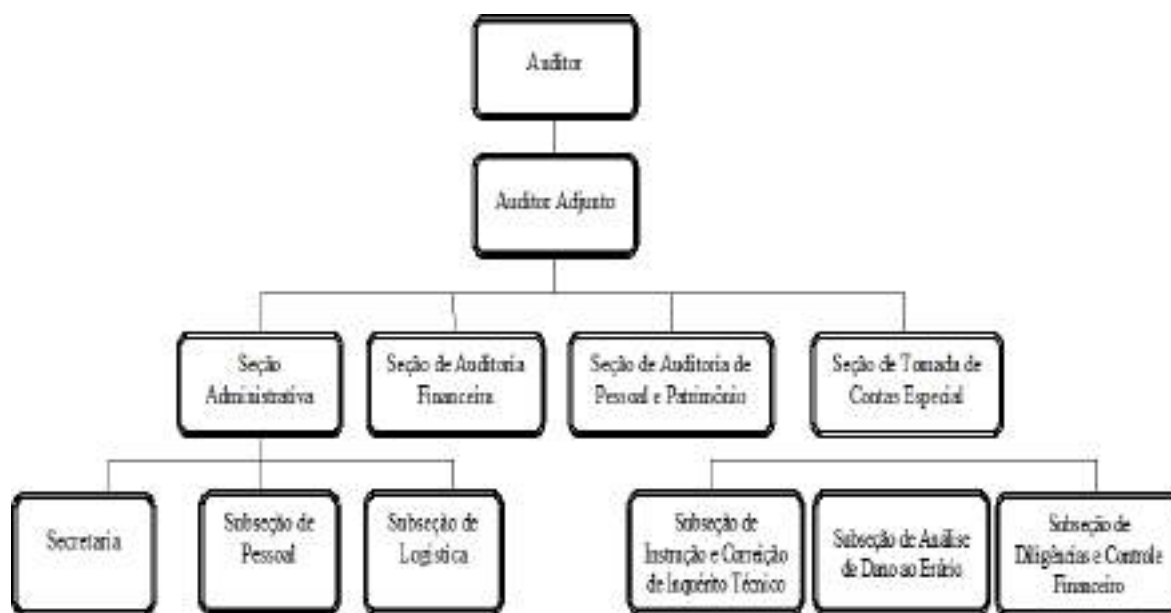 Auditor
Auditor Adjunto
Seção
Administrativa
Seção de Auditoria
Financeira
Seção de Auditoria de
Pessoal e Patrimônio
Seção de Tomada de
Contas Especial
Secretaria
Subseção de
Pessoal
Subseção de
Logística
Subseção de
Instrução e Correição
de Inquérito Técnico
Subseção de Análise
de Dano ao Erário
Subseção de
Diligências e Controle
Financeiro